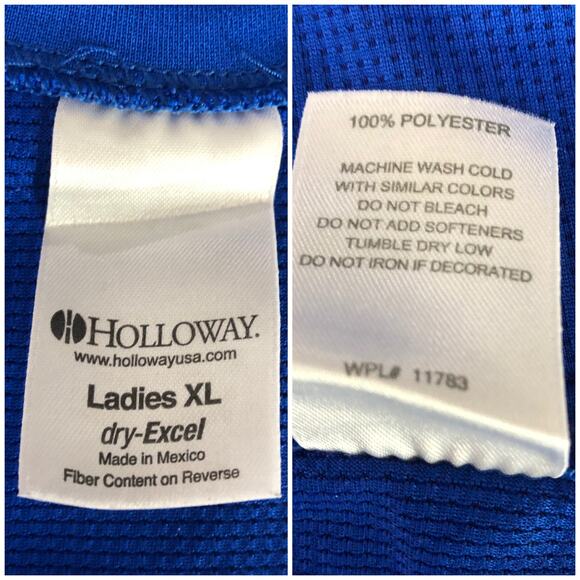 HOLLOWAY.
www.hollowayusa.com
Ladies XL
dry-Excel
Made in Mexico
Fiber Content on Reverse
100% POLYESTER
MACHINE WASH COLD
WITH SIMILAR COLORS
DO NOT BLEACH
DO NOT ADD SOFTENERS
TUMBLE DRY LOW
DO NOT IRON IF DECORATED
WPL# 11783